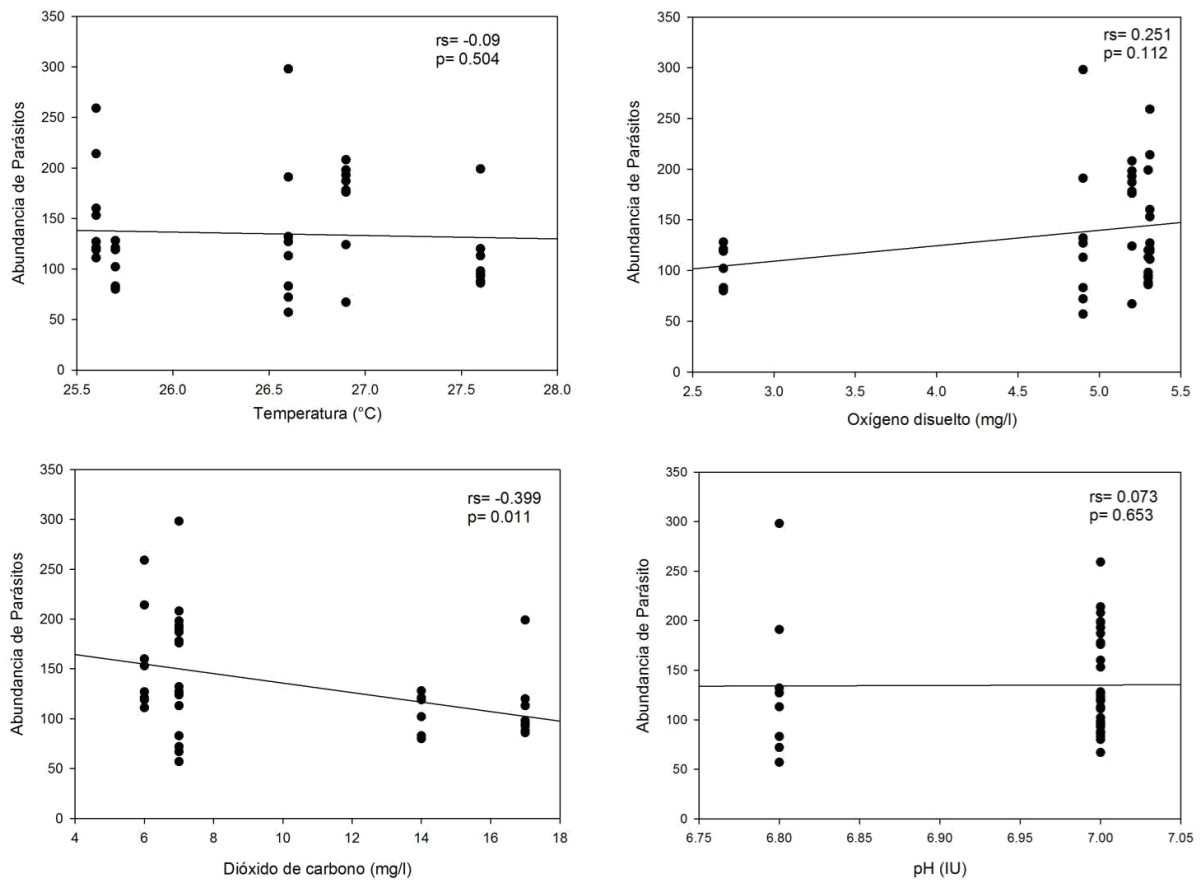 rs= -0.09
p= 0.504
Abundancia de Parásitos
350
300
250
200
150
100
50
0
25.5 26.0 26.5 27.0 27.5 28.0
Temperatura (°C)
rs= 0.251
p= 0.112
Abundancia de Parásitos
350
300
250
200
150
100
50
0
2.5 3.0 3.5 4.0 4.5 5.0 5.5
Oxígeno disuelto (mg/l)
rs= -0.399
p= 0.011
Abundancia de Parásitos
350
300
250
200
150
100
50
0
4 6 8 10 12 14 16 18
Dióxido de carbono (mg/l)
rs= 0.073
p= 0.653
Abundancia de Parásito
350
300
250
200
150
100
50
0
6.75 6.80 6.85 6.90 6.95 7.00 7.05
pH (IU)